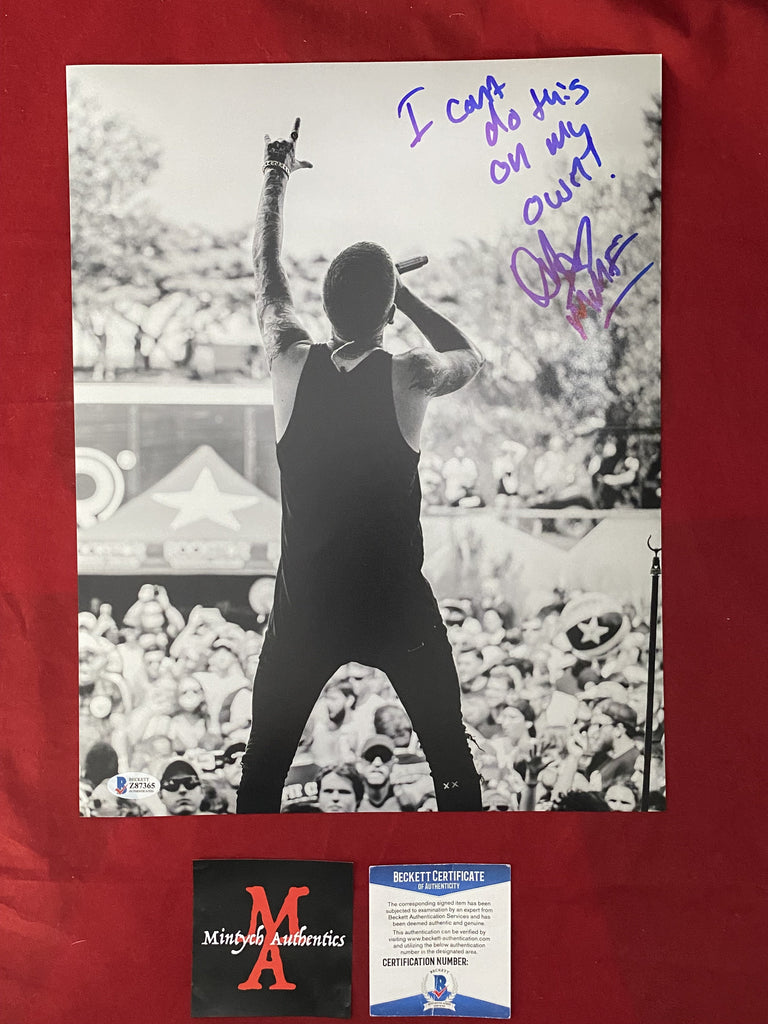 I can't
do this
on my
own!
BECKETT
Z87365
Mintych Authentics
MA
BECKETT CERTIFICATE
OF AUTHENTICITY
The corresponding signed item has been
subjected to examination by an expert from
Beckett Authentication Services and has
been deemed authentic and genuine.
This authentication can be verified by
visiting www.beckett-authentication.com
and utilizing the below authentication
number in the designated area.
CERTIFICATION NUMBER:
BECKETT
B